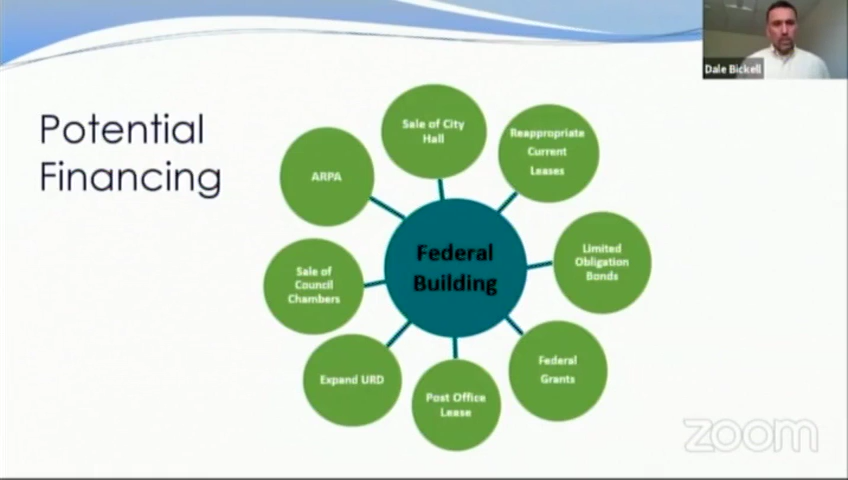 Dale Bickell
Potential
Financing
Sale of City
Hall
Reappropriate
Current
Leases
ARPA
Limited
Obligation
Bonds
Federal
Building
Sale of
Council
Chambers
Federal
Grants
Expand URD
Post Office
Lease
zoom